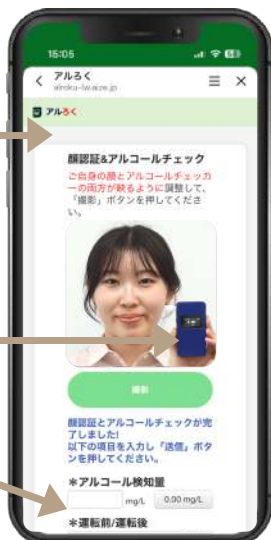 15:05
アルろく
airoku-lw.aize.jp
アルろく
顔認証&アルコールチェック
ご自身の顔とアルコールチェッカ
ーの両方が映るように調整して、
「撮影」ボタンを押してくださ
い。
撮影
顔認証とアルコールチェックが完
了しました!
以下の項目を入力し「送信」ボタ
ンを押してください。
*アルコール検知量
mg/L 0.00 mg/L
*運転前/運転後